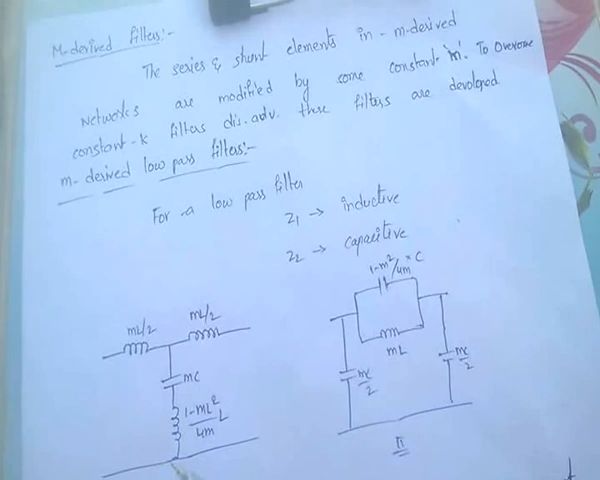 M-derived filters:-
The series & shunt elements in - m-derived
Networks are modified by some constant 'm'. To Overcome
constant-k filters dis.adv. these filters are devoloped
m-derived low pass filters:-
For a low pass filter
Z1 → inductive
Z2 → capacitive
1-m²/4m × C
mL/2
mL/2
mL
mC
mc/2
mc/2
1-mL²/4m L
π